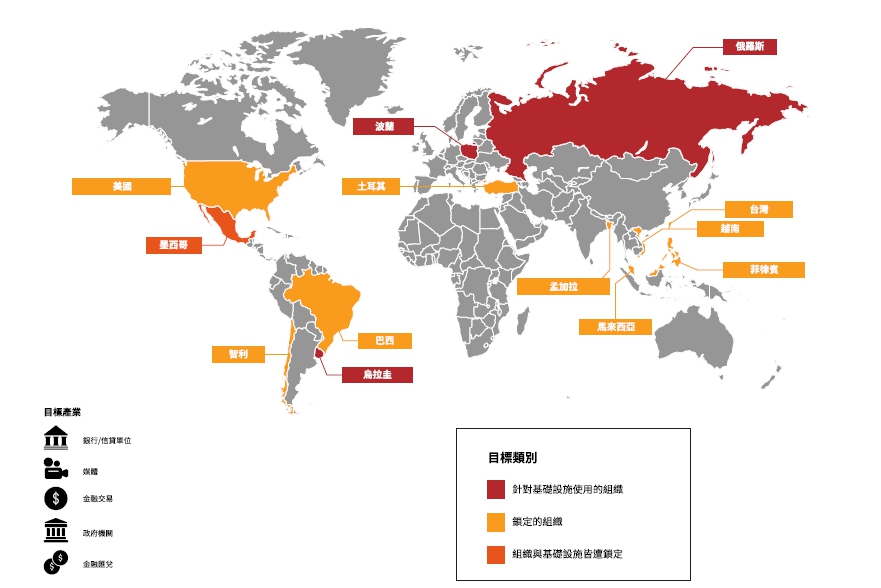 俄羅斯
波蘭
美國
土耳其
台灣
越南
墨西哥
菲律賓
孟加拉
馬來西亞
巴西
智利
烏拉圭
目標產業
銀行/信貸單位
媒體
金融交易
政府機關
金融匯兌
目標類別
針對基礎設施使用的組織
鎖定的組織
組織與基礎設施皆遭鎖定